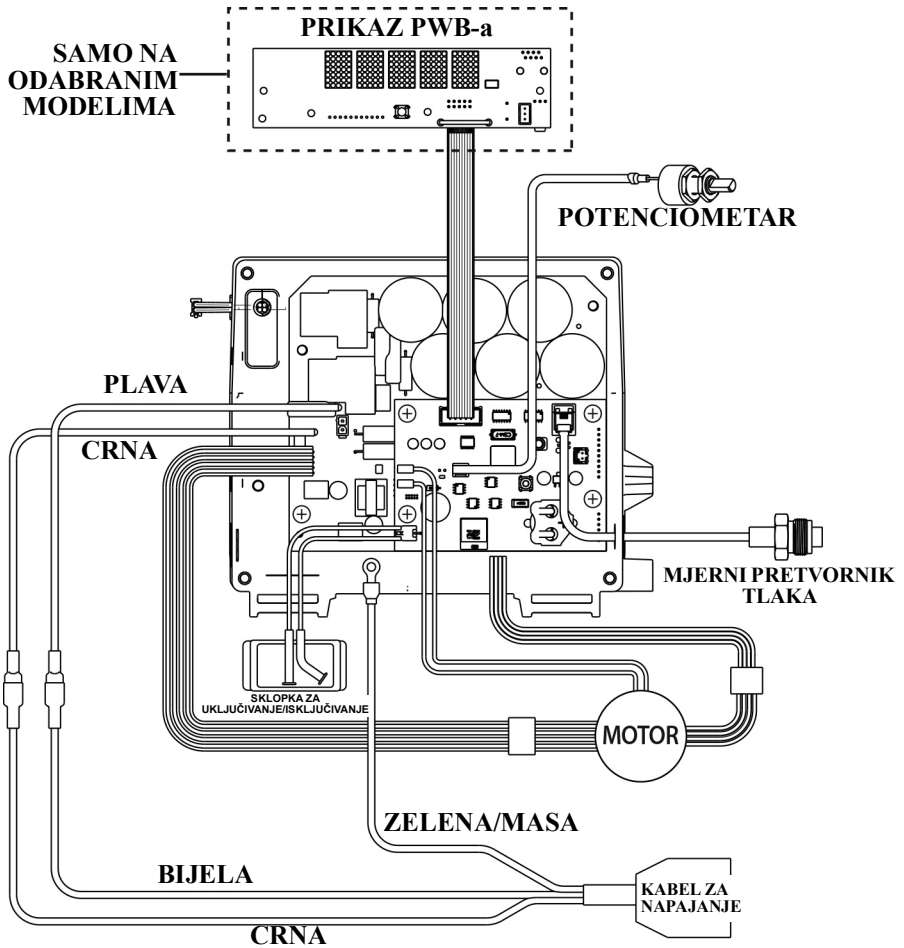 PRIKAZ PWB-a
SAMO NA
ODABRANIM
MODELIMA
POTENCIOMETAR
PLAVA
CRNA
MJERNI PRETVORNIK
TLAKA
SKLOPKA ZA
UKLJUČIVANJE/ISKLJUČIVANJE
MOTOR
ZELENA/MASA
BIJELA
KABEL ZA
NAPAJANJE
CRNA